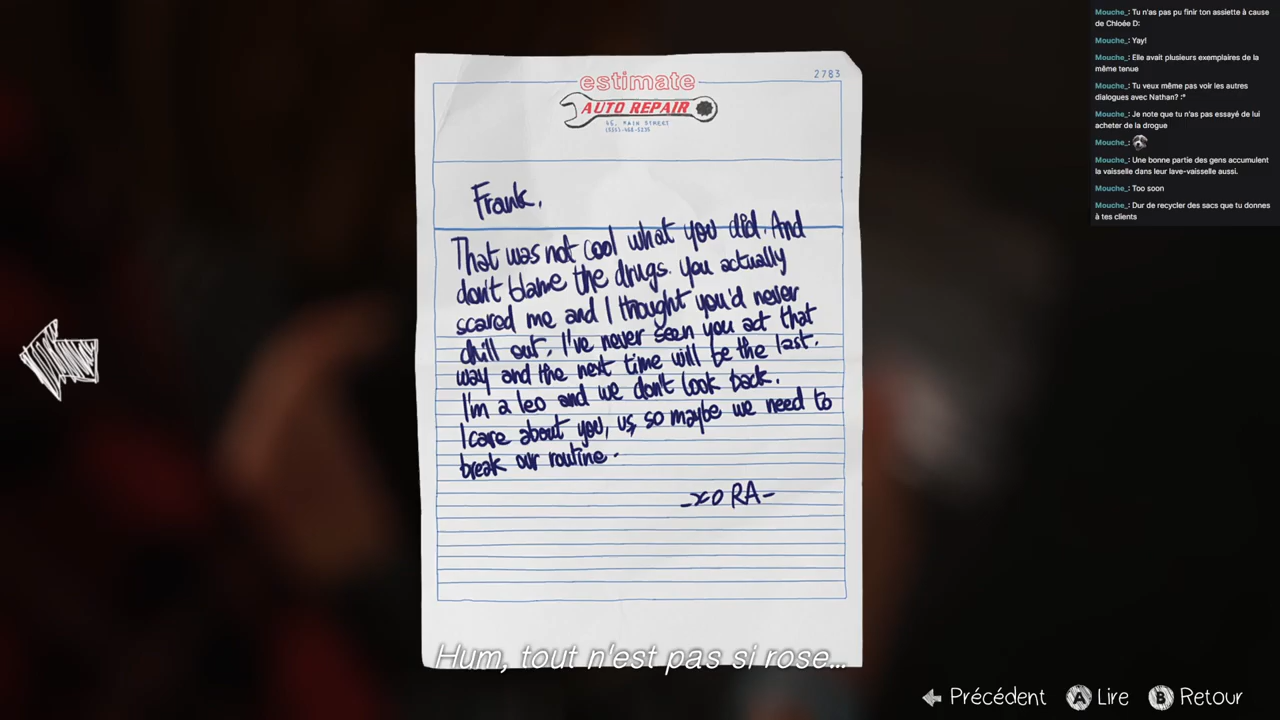 estimate
2783
AUTO REPAIR
45, MAIN STREET
Frank,
That was not cool what you did. And
don't blame the drugs. You actually
scared me and I thought you'd never
chill out. I've never seen you act that
way and the next time will be the last.
I'm a leo and we don't look back.
I care about you, us, so maybe we need to
break our routine.
-xo RA-
Hum, tout n'est pas si rose...
Précédent
A Lire
B Retour
Mouche_: Tu n'as pas pu finir ton assiette à cause
de Chloée D:
Mouche_: Yay!
Mouche_: Elle avait plusieurs exemplaires de la
même tenue
Mouche_: Tu veux même pas voir les autres
dialogues avec Nathan? :°
Mouche_: Je note que tu n'as pas essayé de lui
acheter de la drogue
Mouche_:
Mouche_: Une bonne partie des gens accumulent
la vaisselle dans leur lave-vaisselle aussi.
Mouche_: Too soon
Mouche_: Dur de recycler des sacs que tu donnes
à tes clients